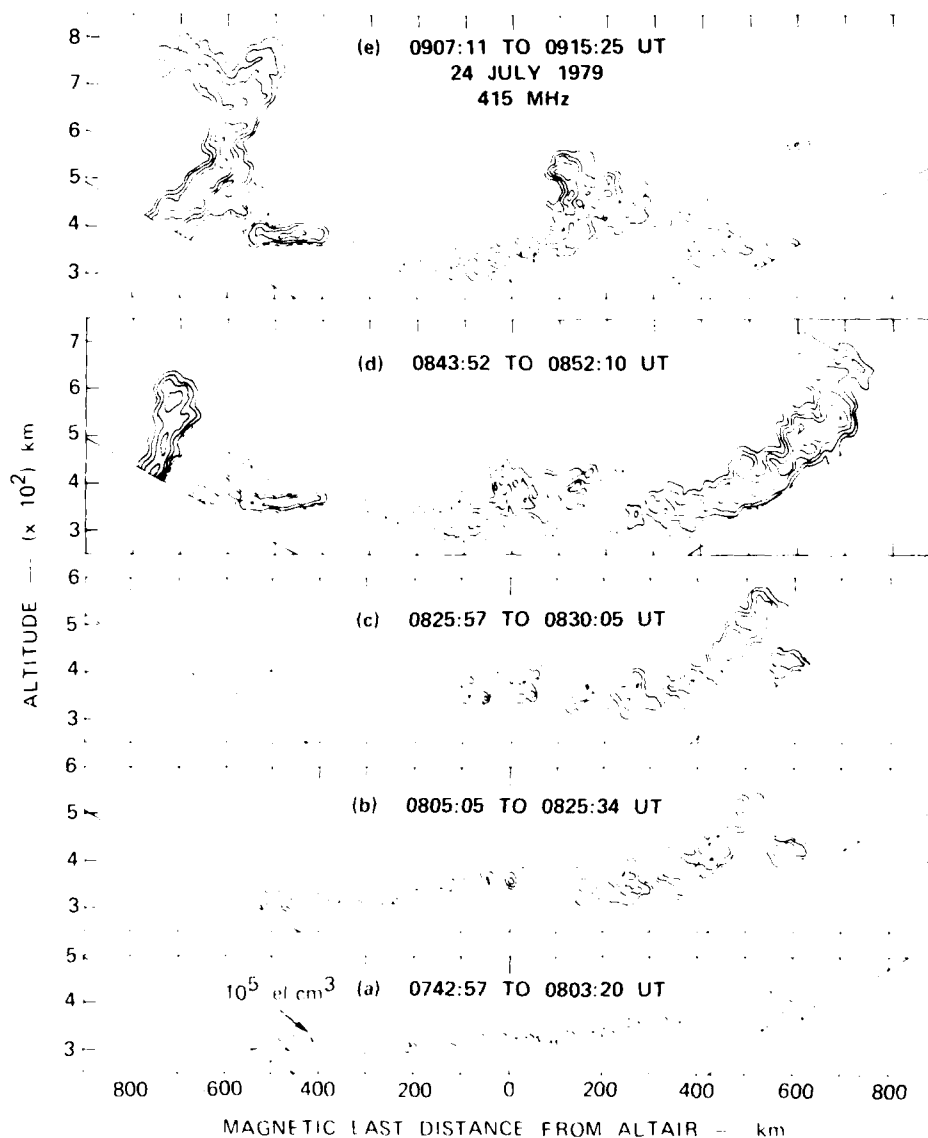 8
(e) 0907:11 TO 0915:25 UT
24 JULY 1979
415 MHz
7
6
5
4
3
7
(d) 0843:52 TO 0852:10 UT
6
5
4
3
6
(c) 0825:57 TO 0830:05 UT
5
4
3
6
(b) 0805:05 TO 0825:34 UT
5
4
3
5
10^5 el cm^3 (a) 0742:57 TO 0803:20 UT
4
3
ALTITUDE — (x 10^2) km
800 600 400 200 0 200 400 600 800
MAGNETIC LAST DISTANCE FROM ALTAIR — km